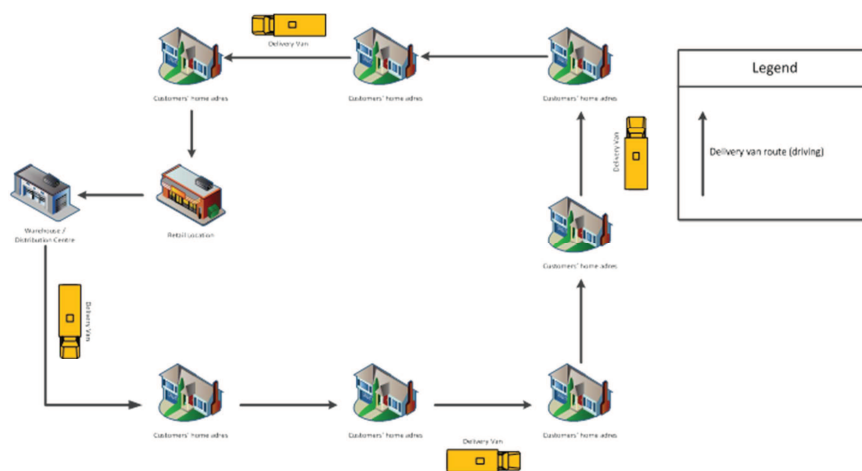 Delivery Van
Customers' home adres
Customers' home adres
Customers' home adres
Legend
Delivery van route (driving)
Delivery Van
Warehouse /
Distribution Centre
Retail Location
Customers' home adres
Delivery Van
Customers' home adres
Customers' home adres
Customers' home adres
Delivery Van